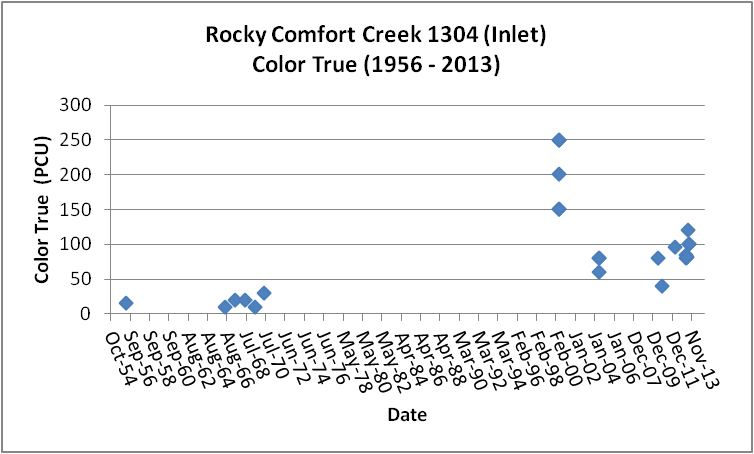 Rocky Comfort Creek 1304 (Inlet)
Color True (1956 - 2013)
Color True  (PCU)
300
250
200
150
100
50
0
Oct-54
Sep-56
Sep-58
Sep-60
Aug-62
Aug-64
Aug-66
Jul-68
Jul-70
Jun-72
Jun-74
Jun-76
May-78
May-80
May-82
Apr-84
Apr-86
Apr-88
Mar-90
Mar-92
Mar-94
Feb-96
Feb-98
Feb-00
Jan-02
Jan-04
Jan-06
Dec-07
Dec-09
Dec-11
Nov-13
Date